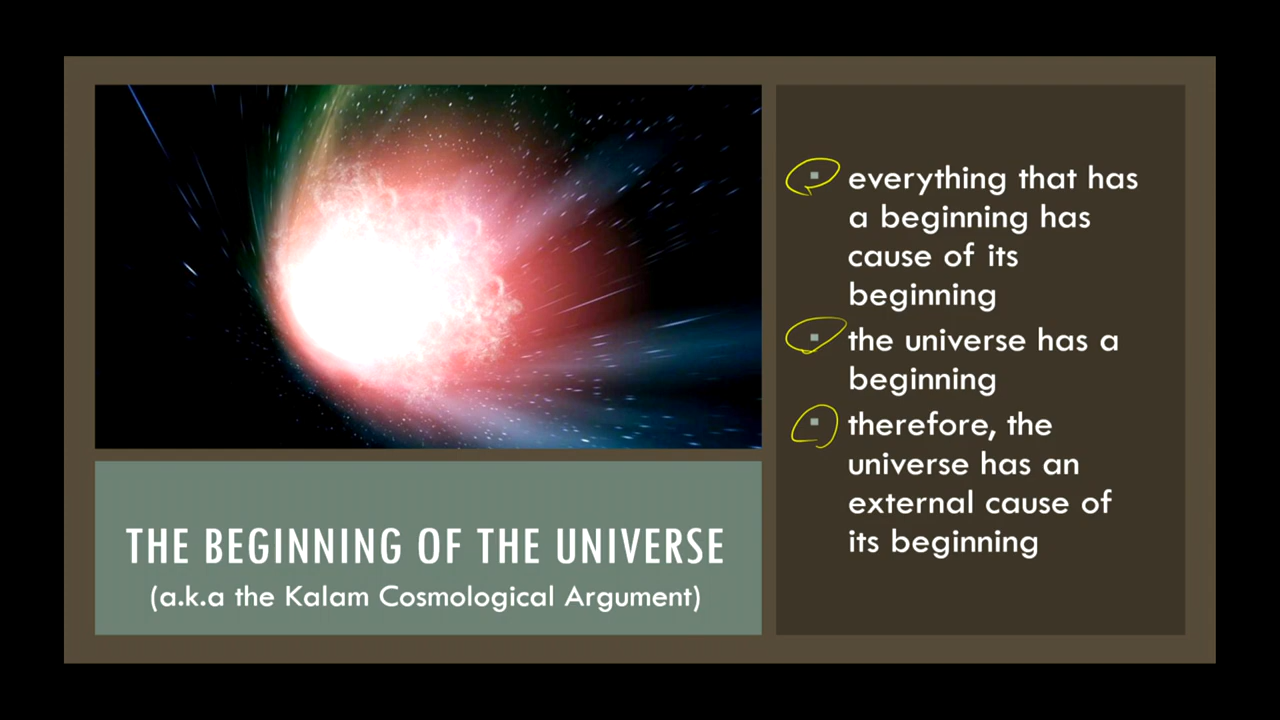 everything that has
a beginning has
cause of its
beginning
the universe has a
beginning
therefore, the
universe has an
external cause of
its beginning
THE BEGINNING OF THE UNIVERSE
(a.k.a the Kalam Cosmological Argument)